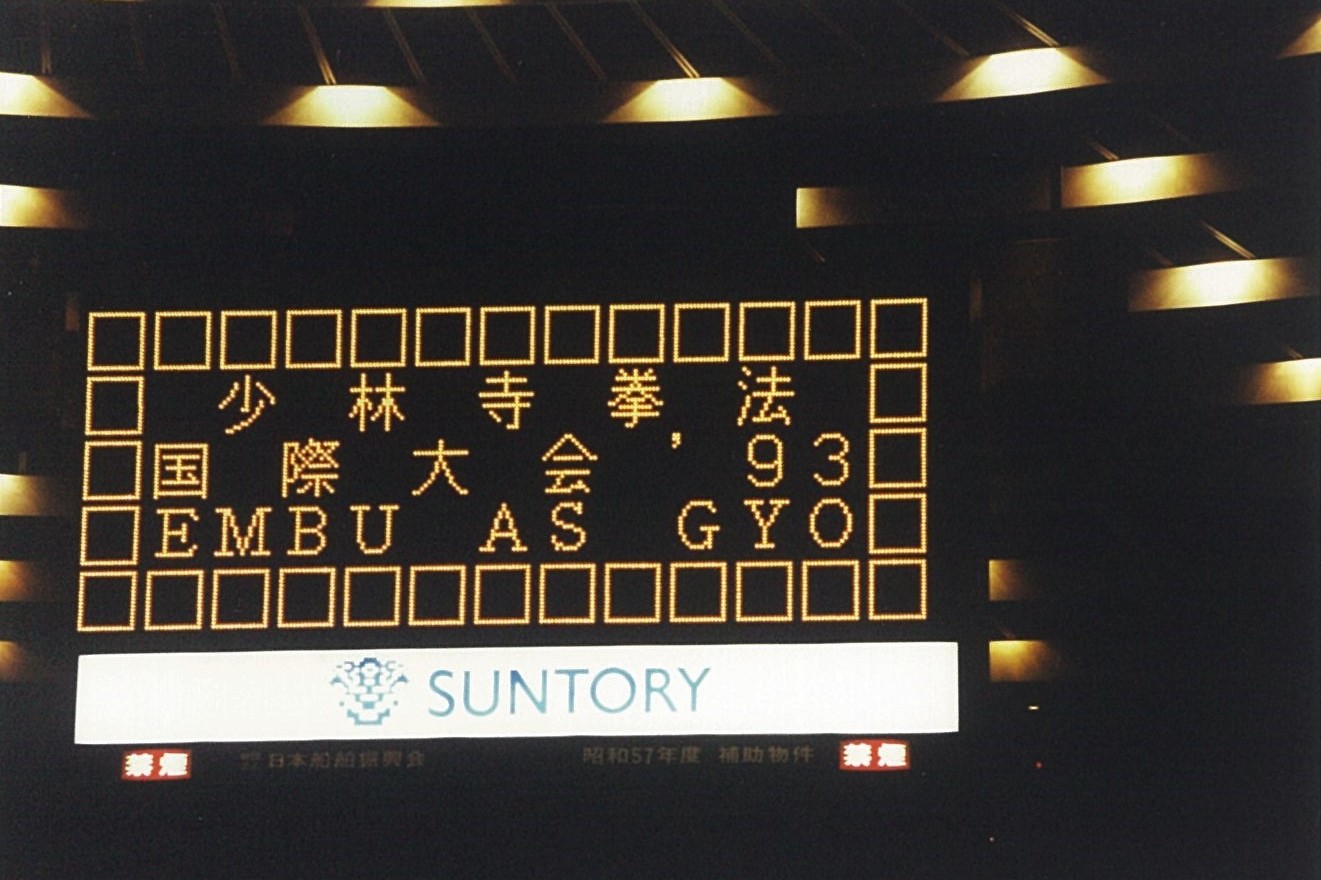 少林寺拳法
国際大会 ’93
EMBU AS GYO
SUNTORY
禁煙
日本船舶振興会
昭和57年度 補助物件
禁煙